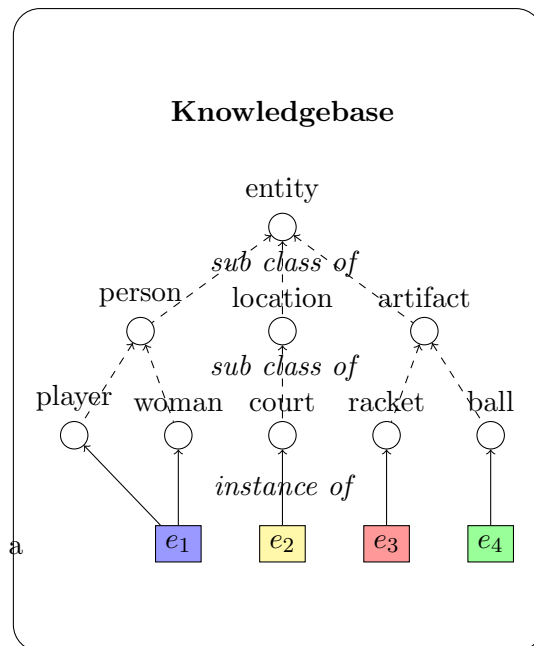 Knowledgebase
entity
sub class of
person location artifact
sub class of
player woman court racket ball
instance of
a e1 e2 e3 e4